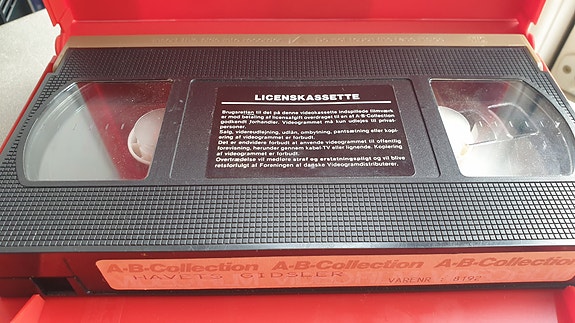 LICENSKASSETTE
Brugsretten til det på denne videokassette indspillede filmværk
er mod betaling af licensafgift overdraget til en af A-B-Collection
godkendt forhandler. Videogrammet må kun udlejes til privat-
personer.
Salg, videreudlejning, udlån, ombytning, pantsætning eller kopi-
ering af videogrammet er forbudt.
Det er endvidere forbudt at anvende videogrammet til offentlig
forevisning, herunder gennem kabel TV eller lignende. Kopiering
af videogrammet er forbudt.
Overtrædelse vil medføre straf og erstatningspligt og vil blive
retsforfulgt af Foreningen af danske Videogramdistributører.
A-B-Collection A-B-Collection A-B-Collection
HAVETS GIDSLER VARENR. 8192